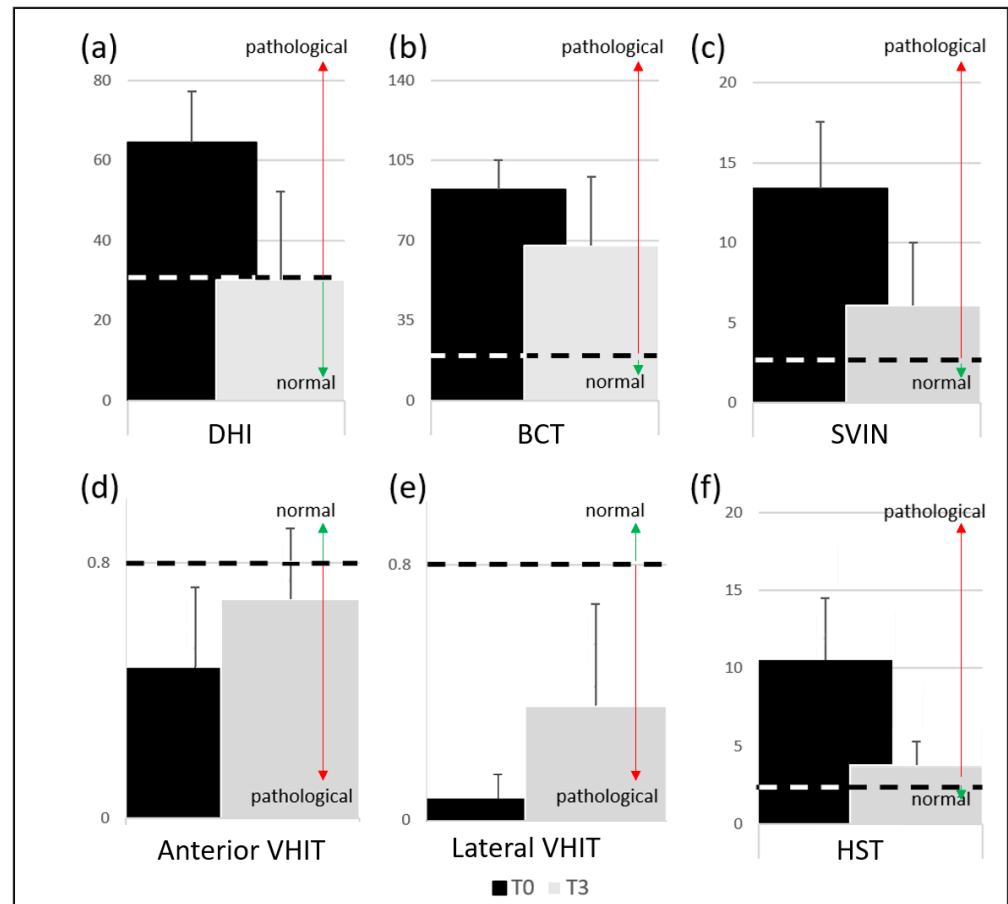 (a)
pathological
80
60
40
20
0
normal
DHI
(b)
pathological
140
105
70
35
0
normal
BCT
(c)
pathological
20
15
10
5
0
normal
SVIN
(d)
normal
0.8
0
pathological
Anterior VHIT
(e)
normal
0.8
0
pathological
Lateral VHIT
(f)
pathological
20
15
10
5
0
normal
HST
T0 T3